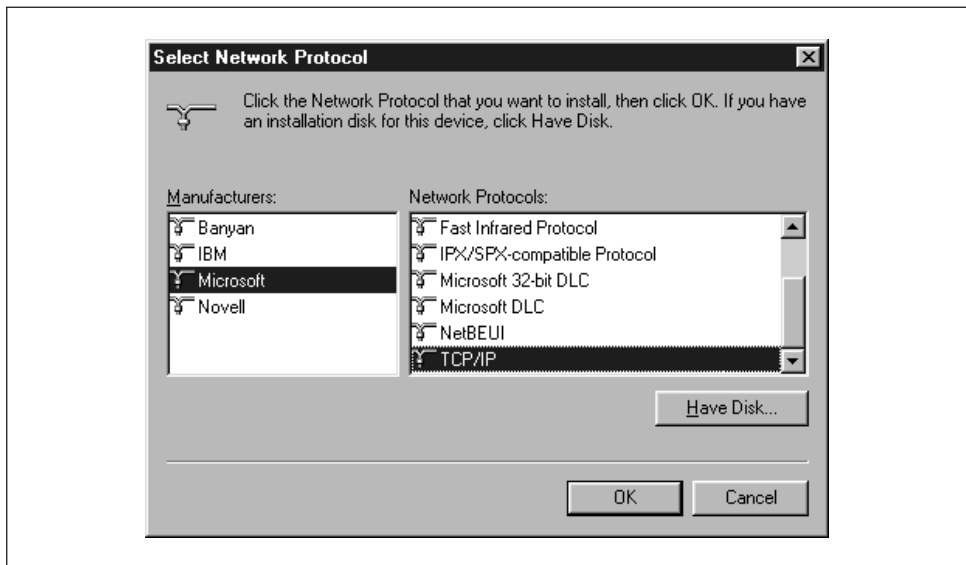 Select Network Protocol
Click the Network Protocol that you want to install, then click OK. If you have
an installation disk for this device, click Have Disk.
Manufacturers:
Banyan
IBM
Microsoft
Novell
Network Protocols:
Fast Infrared Protocol
IPX/SPX-compatible Protocol
Microsoft 32-bit DLC
Microsoft DLC
NetBEUI
TCP/IP
Have Disk...
OK
Cancel